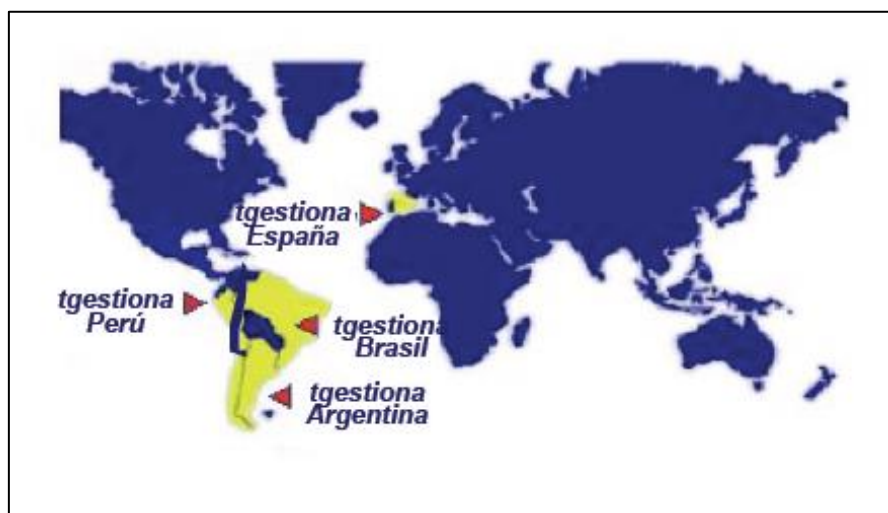 tgestiona
España
tgestiona
Perú
tgestiona
Brasil
tgestiona
Argentina